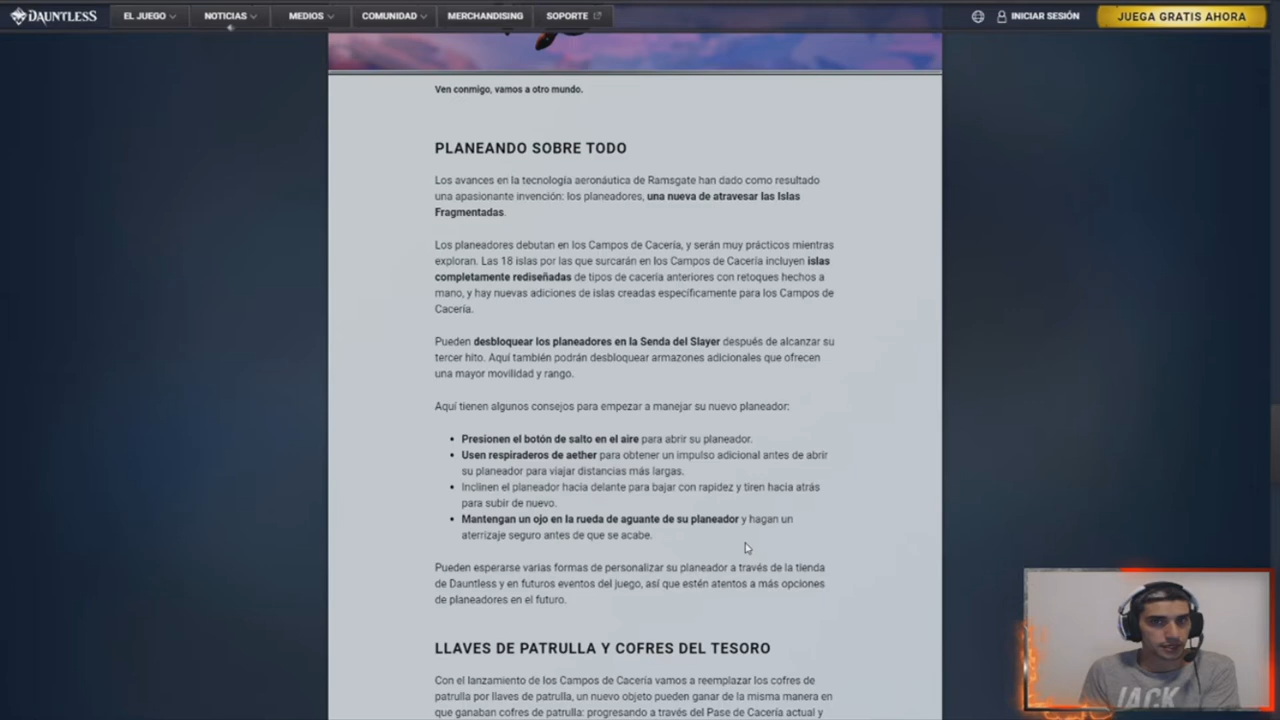 DAUNTLESS EL JUEGO NOTICIAS MEDIOS COMUNIDAD MERCHANDISING SOPORTE INICIAR SESIÓN JUEGA GRATIS AHORA
Ven conmigo, vamos a otro mundo.
PLANEANDO SOBRE TODO
Los avances en la tecnología aeronáutica de Ramsgate han dado como resultado
una apasionante invención: los planeadores, una nueva de atravesar las Islas
Fragmentadas.
Los planeadores debutan en los Campos de Cacería, y serán muy prácticos mientras
exploran. Las 18 islas por las que surcarán en los Campos de Cacería incluyen islas
completamente rediseñadas de tipos de cacería anteriores con retoques hechos a
mano, y hay nuevas adiciones de islas creadas específicamente para los Campos de
Cacería.
Pueden desbloquear los planeadores en la Senda del Slayer después de alcanzar su
tercer hito. Aquí también podrán desbloquear armazones adicionales que ofrecen
una mayor movilidad y rango.
Aquí tienen algunos consejos para empezar a manejar su nuevo planeador:
• Presionen el botón de salto en el aire para abrir su planeador.
• Usen respiraderos de aether para obtener un impulso adicional antes de abrir
su planeador para viajar distancias más largas.
• Inclinen el planeador hacia delante para bajar con rapidez y tiren hacia atrás
para subir de nuevo.
• Mantengan un ojo en la rueda de aguante de su planeador y hagan un
aterrizaje seguro antes de que se acabe.
Pueden esperarse varias formas de personalizar su planeador a través de la tienda
de Dauntless y en futuros eventos del juego, así que estén atentos a más opciones
de planeadores en el futuro.
LLAVES DE PATRULLA Y COFRES DEL TESORO
Con el lanzamiento de los Campos de Cacería vamos a reemplazar los cofres de
patrulla por llaves de patrulla, un nuevo objeto pueden ganar de la misma manera en
que ganaban cofres de patrulla: progresando a través del Pase de Cacería actual y
JACK